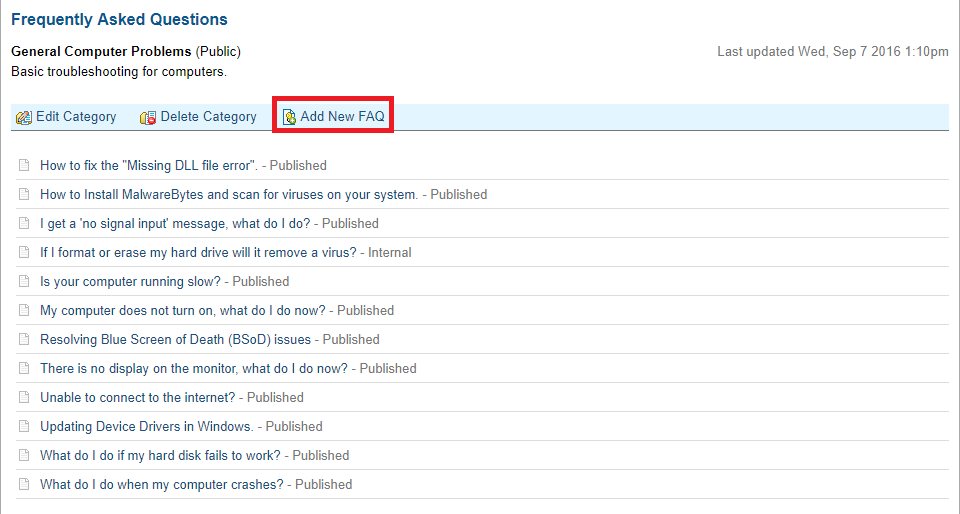 Frequently Asked Questions
General Computer Problems (Public) Last updated Wed, Sep 7 2016 1:10pm
Basic troubleshooting for computers.
Edit Category Delete Category Add New FAQ
How to fix the "Missing DLL file error". - Published
How to Install MalwareBytes and scan for viruses on your system. - Published
I get a 'no signal input' message, what do I do? - Published
If I format or erase my hard drive will it remove a virus? - Internal
Is your computer running slow? - Published
My computer does not turn on, what do I do now? - Published
Resolving Blue Screen of Death (BSoD) issues - Published
There is no display on the monitor, what do I do now? - Published
Unable to connect to the internet? - Published
Updating Device Drivers in Windows. - Published
What do I do if my hard disk fails to work? - Published
What do I do when my computer crashes? - Published